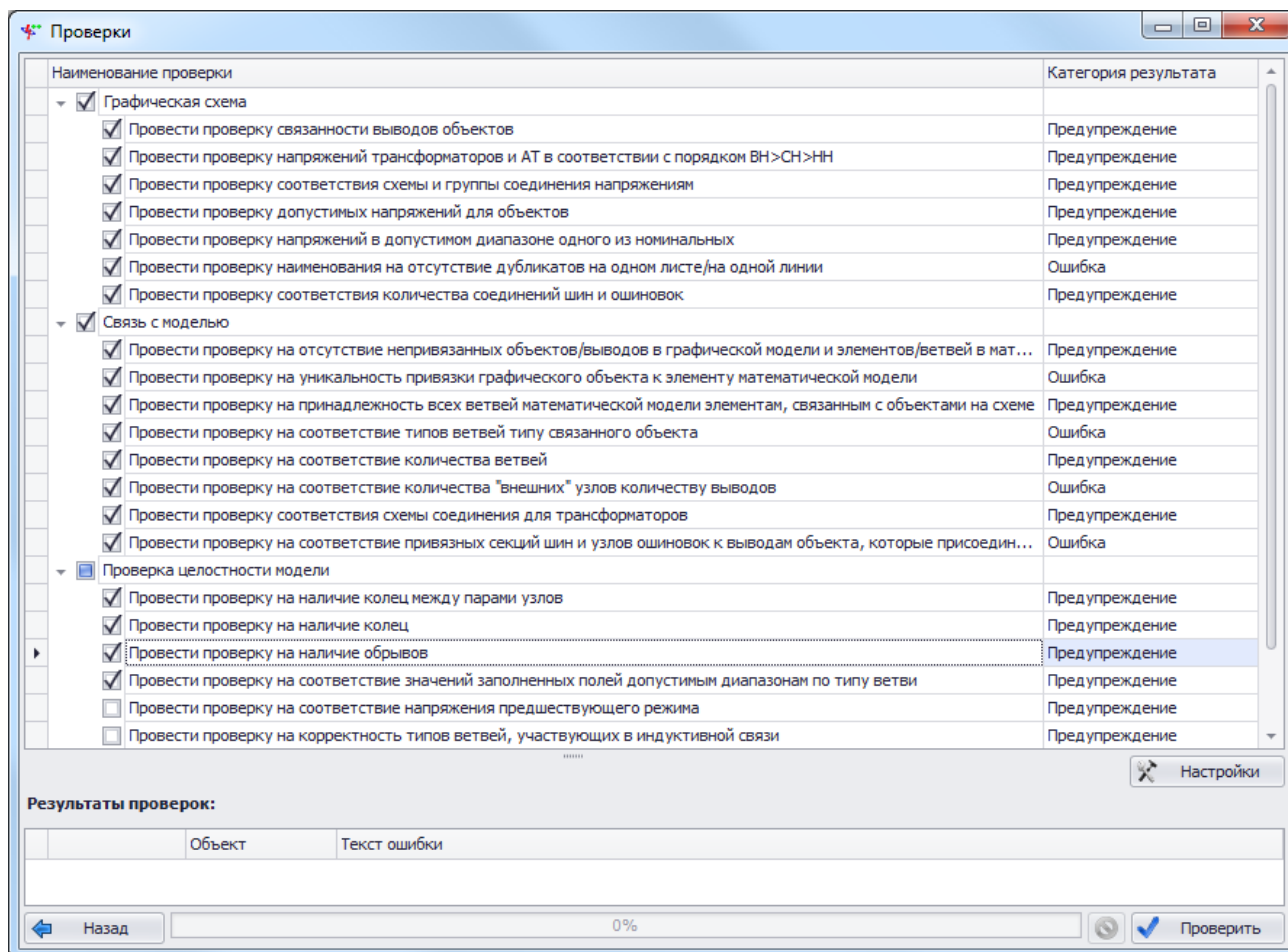 Проверки
Наименование проверки Категория результата
Графическая схема
Провести проверку связанности выводов объектов Предупреждение
Провести проверку напряжений трансформаторов и АТ в соответствии с порядком ВН>СН>НН Предупреждение
Провести проверку соответствия схемы и группы соединения напряжениям Предупреждение
Провести проверку допустимых напряжений для объектов Предупреждение
Провести проверку напряжений в допустимом диапазоне одного из номинальных Предупреждение
Провести проверку наименования на отсутствие дубликатов на одном листе/на одной линии Ошибка
Провести проверку соответствия количества соединений шин и ошиновок Предупреждение
Связь с моделью
Провести проверку на отсутствие непривязанных объектов/выводов в графической модели и элементов/ветвей в мат... Предупреждение
Провести проверку на уникальность привязки графического объекта к элементу математической модели Ошибка
Провести проверку на принадлежность всех ветвей математической модели элементам, связанным с объектами на схеме Предупреждение
Провести проверку на соответствие типов ветвей типу связанного объекта Ошибка
Провести проверку на соответствие количества ветвей Предупреждение
Провести проверку на соответствие количества "внешних" узлов количеству выводов Ошибка
Провести проверку соответствия схемы соединения для трансформаторов Предупреждение
Провести проверку на соответствие привязных секций шин и узлов ошиновок к выводам объекта, которые присоедин... Ошибка
Проверка целостности модели
Провести проверку на наличие колец между парами узлов Предупреждение
Провести проверку на наличие колец Предупреждение
Провести проверку на наличие обрывов Предупреждение
Провести проверку на соответствие значений заполненных полей допустимым диапазонам по типу ветви Предупреждение
Провести проверку на соответствие напряжения предшествующего режима Предупреждение
Провести проверку на корректность типов ветвей, участвующих в индуктивной связи Предупреждение
Настройки
Результаты проверок:
Объект Текст ошибки
Назад 0% Проверить